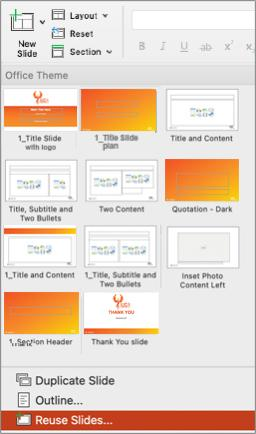 Layout
Reset
New
Slide
Section
B I U ab X² X
Office Theme
1_Title Slide
with logo
1_Title Slide
plan
Title and Content
Title, Subtitle and
Two Bullets
Two Content
Quotation - Dark
1_Title and Content
1_Title, Subtitle and
Two Bullets
Inset Photo
Content Left
1_Section Header
THANK YOU
Thank You slide
Duplicate Slide
Outline...
Reuse Slides...